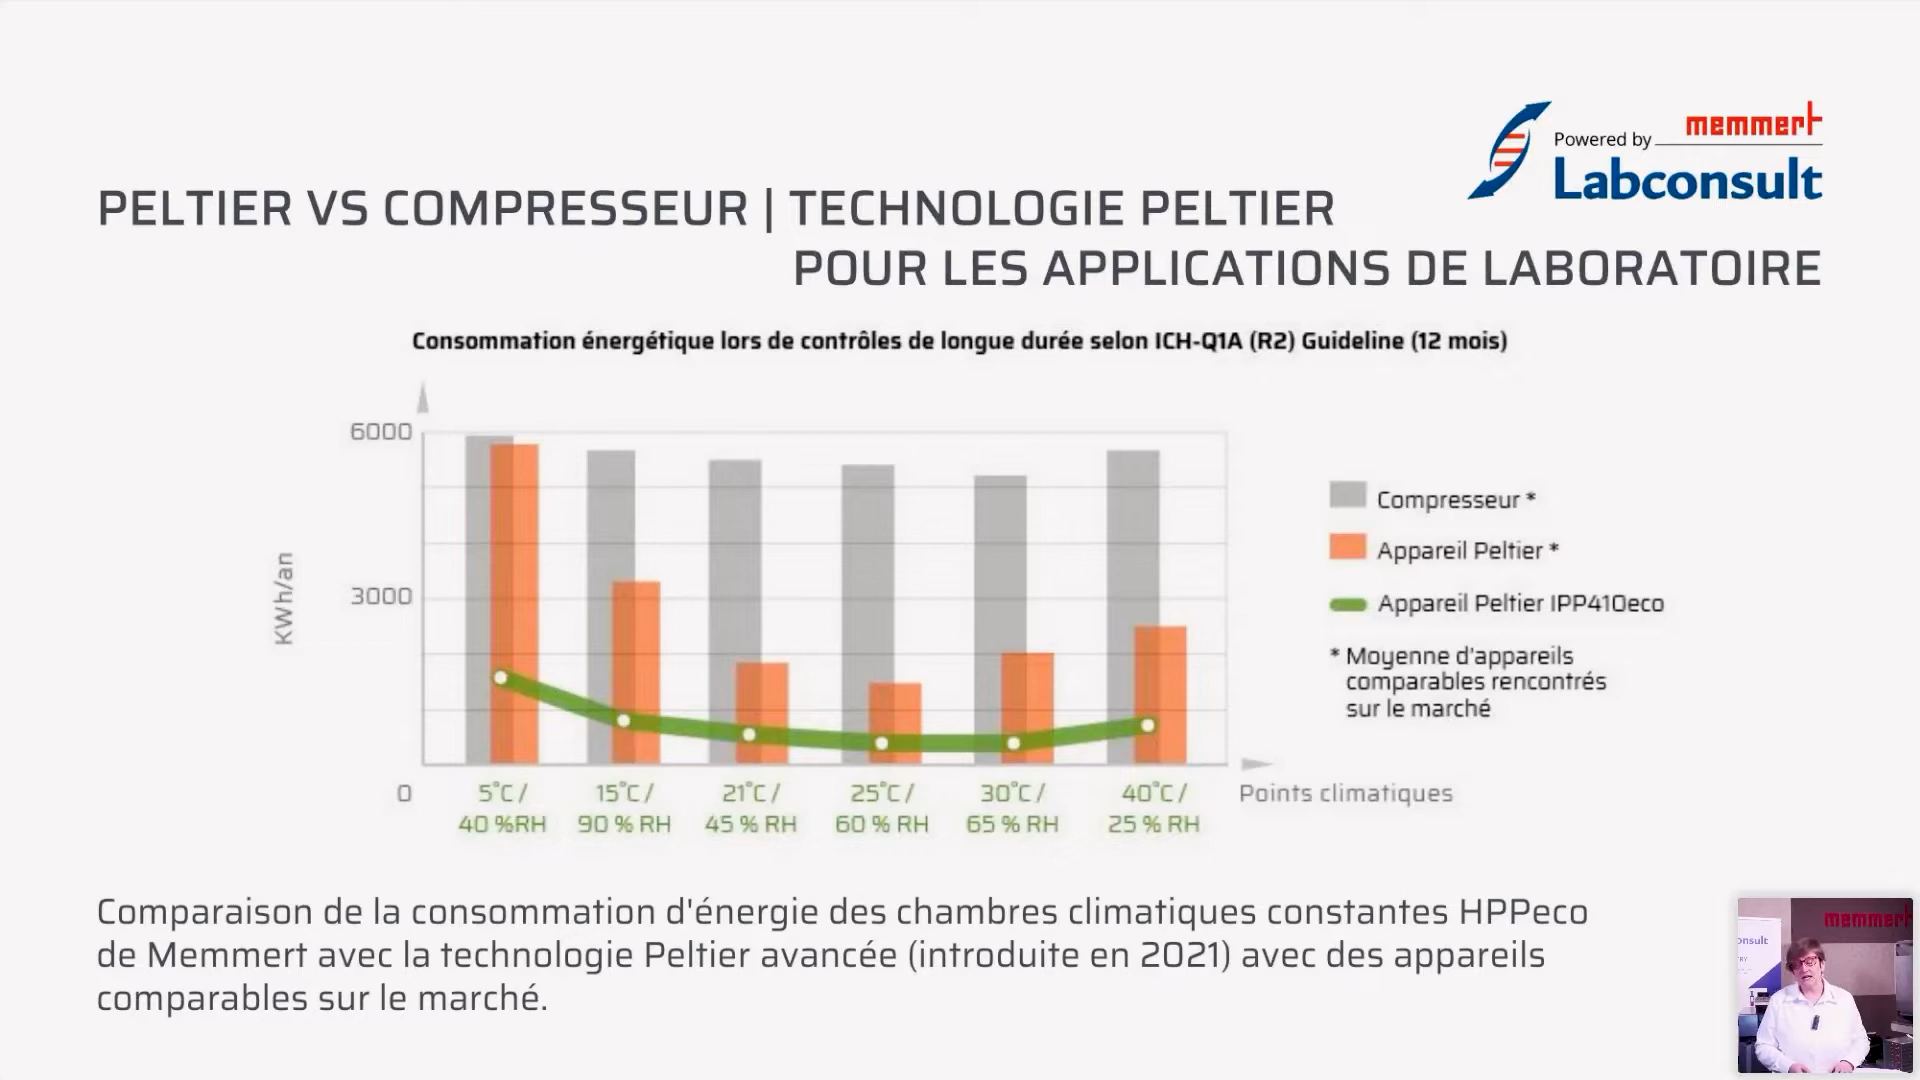 Powered by memmert
Labconsult
PELTIER VS COMPRESSEUR | TECHNOLOGIE PELTIER
POUR LES APPLICATIONS DE LABORATOIRE
Consommation énergétique lors de contrôles de longue durée selon ICH-Q1A (R2) Guideline (12 mois)
6000
3000
0
KWh/an
5°C / 15°C / 21°C / 25°C / 30°C / 40°C /
40 %RH 90 % RH 45 % RH 60 % RH 65 % RH 25 % RH
Points climatiques
Compresseur *
Appareil Peltier *
Appareil Peltier IPP410eco
* Moyenne d'appareils
comparables rencontrés
sur le marché
Comparaison de la consommation d'énergie des chambres climatiques constantes HPPeco
de Memmert avec la technologie Peltier avancée (introduite en 2021) avec des appareils
comparables sur le marché.
memmert
onsult